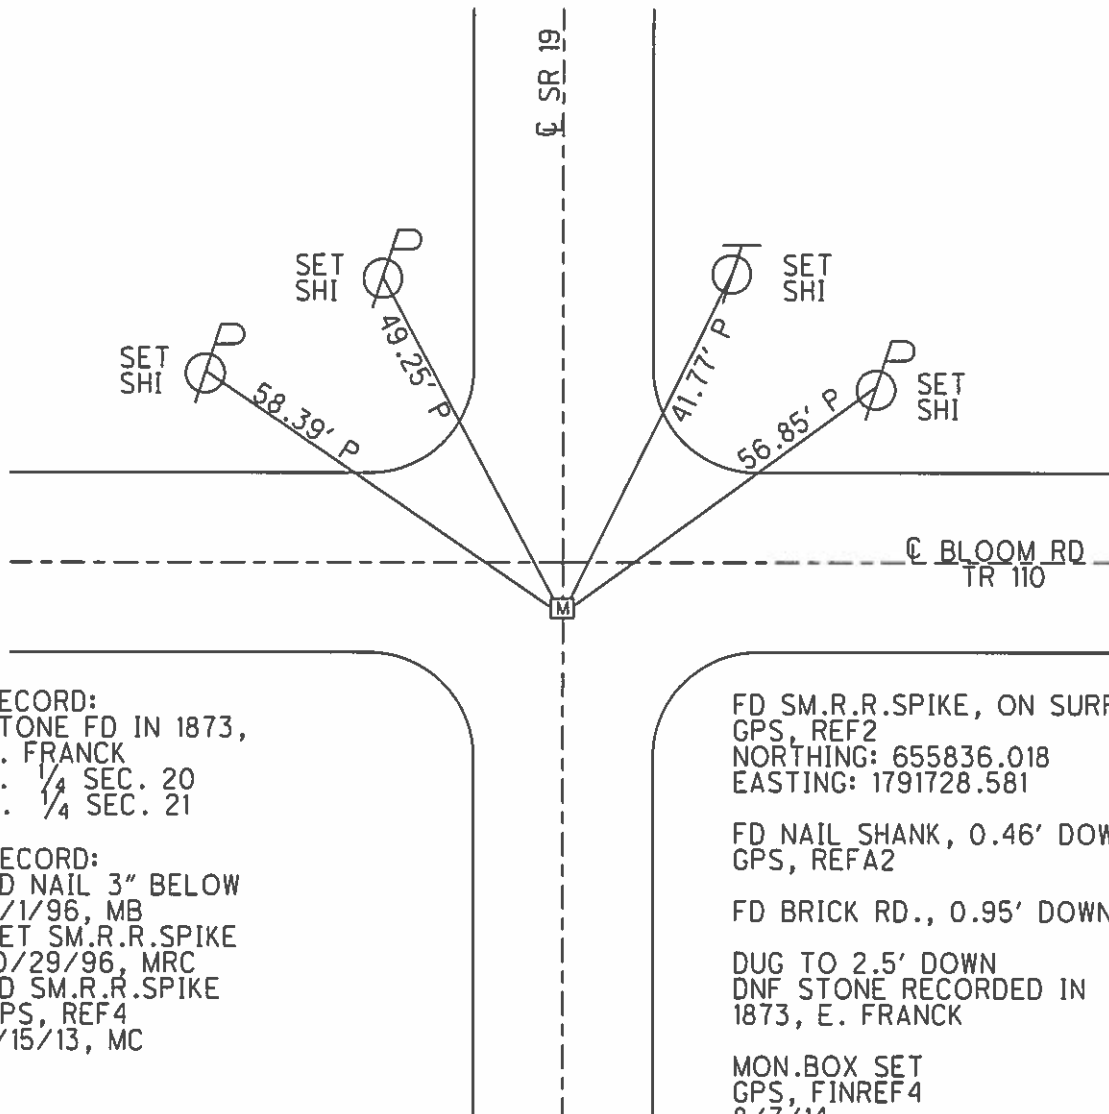 ℄ SR 19
SET
SHI
SET
SHI
SET
SHI
SET
SHI
58.39' P
49.25' P
41.77' P
56.85' P
℄ BLOOM RD
TR 110
M
ECORD:
TONE FD IN 1873,
. FRANCK
. 1/4 SEC. 20
. 1/4 SEC. 21
ECORD:
D NAIL 3" BELOW
/1/96, MB
ET SM.R.R.SPIKE
0/29/96, MRC
D SM.R.R.SPIKE
PS, REF4
/15/13, MC
FD SM.R.R.SPIKE, ON SURF
GPS, REF2
NORTHING: 655836.018
EASTING: 1791728.581
FD NAIL SHANK, 0.46' DOW
GPS, REFA2
FD BRICK RD., 0.95' DOWN
DUG TO 2.5' DOWN
DNF STONE RECORDED IN
1873, E. FRANCK
MON.BOX SET
GPS, FINREF4